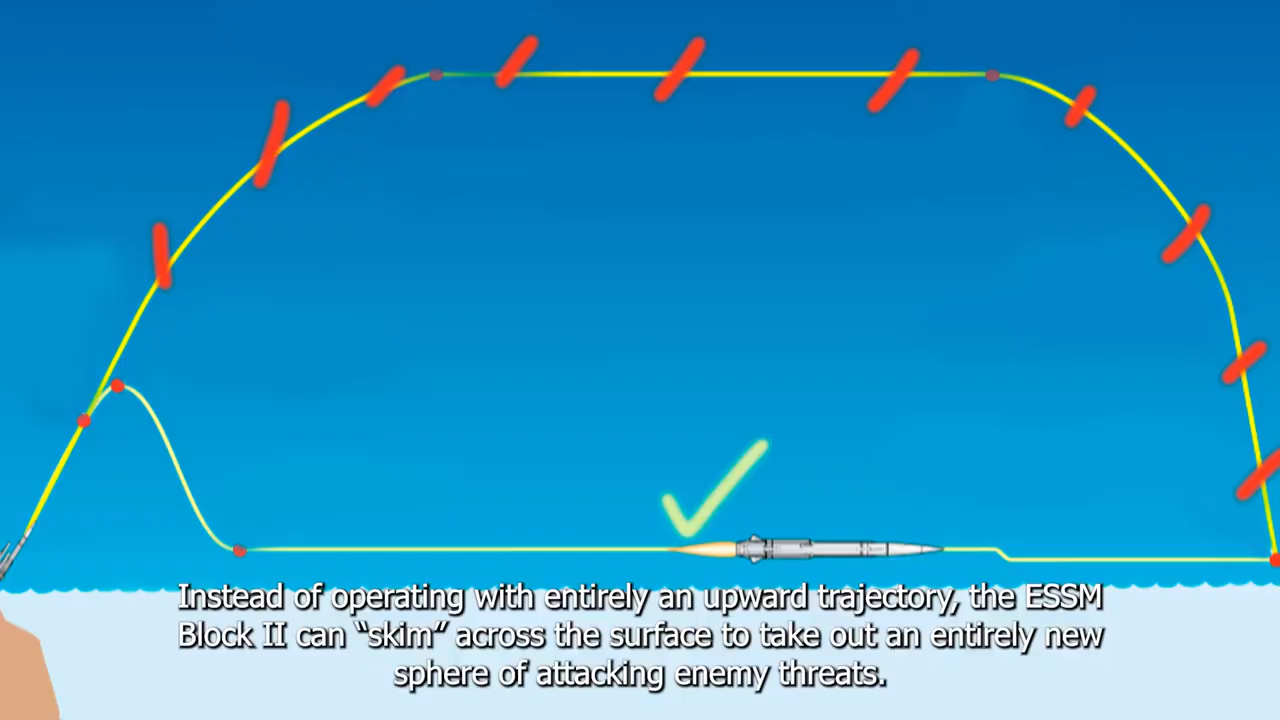 Instead of operating with entirely an upward trajectory, the ESSM
Block II can “skim” across the surface to take out an entirely new
sphere of attacking enemy threats.